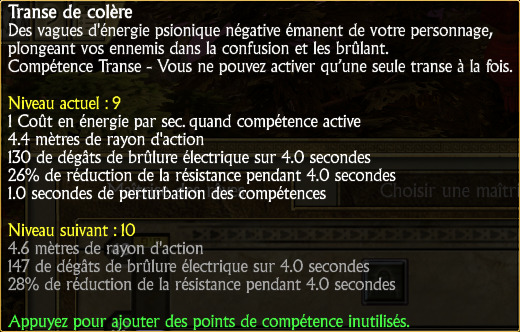 Transe de colère
Des vagues d'énergie psionique négative émanent de votre personnage,
plongeant vos ennemis dans la confusion et les brûlant.
Compétence Transe - Vous ne pouvez activer qu'une seule transe à la fois.
Niveau actuel : 9
1 Coût en énergie par sec. quand compétence active
4.4 mètres de rayon d'action
130 de dégâts de brûlure électrique sur 4.0 secondes
26% de réduction de la résistance pendant 4.0 secondes
1.0 secondes de perturbation des compétences
Choisir une maîtri
Niveau suivant : 10
4.6 mètres de rayon d'action
147 de dégâts de brûlure électrique sur 4.0 secondes
28% de réduction de la résistance pendant 4.0 secondes
Appuyez pour ajouter des points de compétence inutilisés.